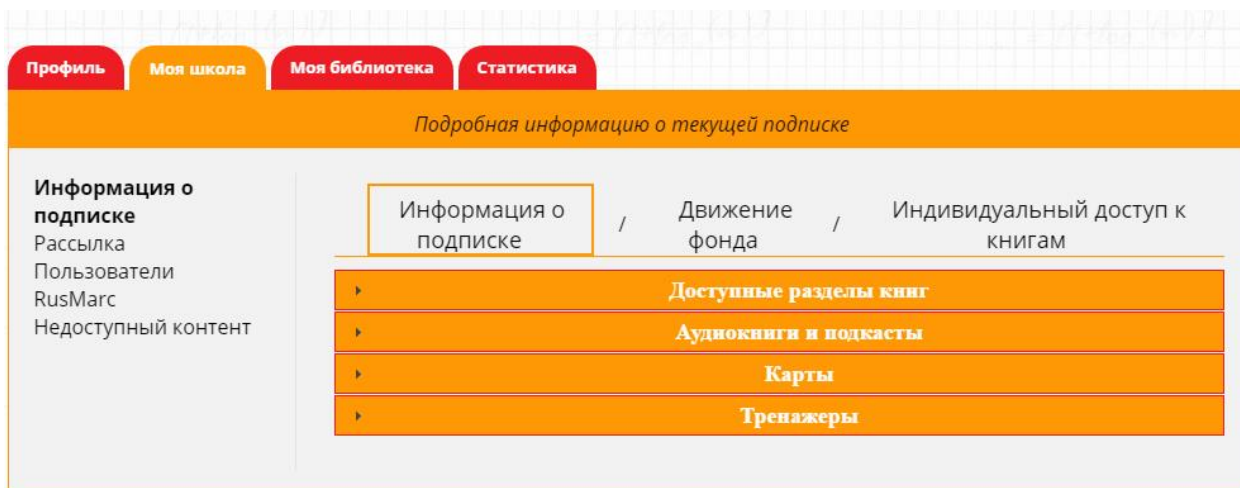 Профиль
Моя школа
Моя библиотека
Статистика
Подробная информацию о текущей подписке
Информация о
подписке
Рассылка
Пользователи
RusMarc
Недоступный контент
Информация о
подписке
/
Движение
фонда
/
Индивидуальный доступ к
книгам
Доступные разделы книг
Аудиокниги и подкасты
Карты
Тренажеры